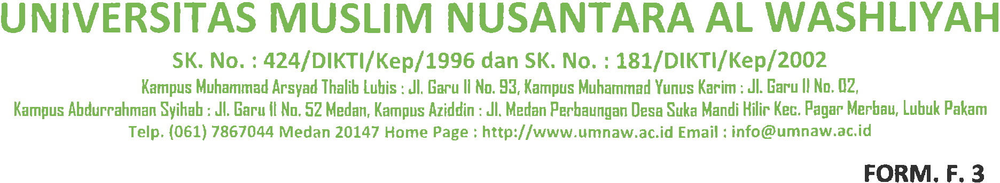 UNIVERSITAS MUSLIM NUSANTARA AL WASHLIYAH
SK. No. : 424/DIKTI/Kep/1996 dan SK. No. : 181/DIKTI/Kep/2002
Kampus Muhammad Arsyad Thalib Lubis : Jl. Garu II No. 93, Kampus Muhammad Yunus Karim : Jl. Garu II No. 02,
Kampus Abdurrahman Syihab : Jl. Garu II No. 52 Medan, Kampus Aziddin : Jl. Medan Perbaungan Desa Suka Mandi Hilir Kec. Pagar Merbau, Lubuk Pakam
Telp. (061) 7867044 Medan 20147 Home Page : http://www.umnaw.ac.id Email : info@umnaw.ac.id
FORM. F. 3